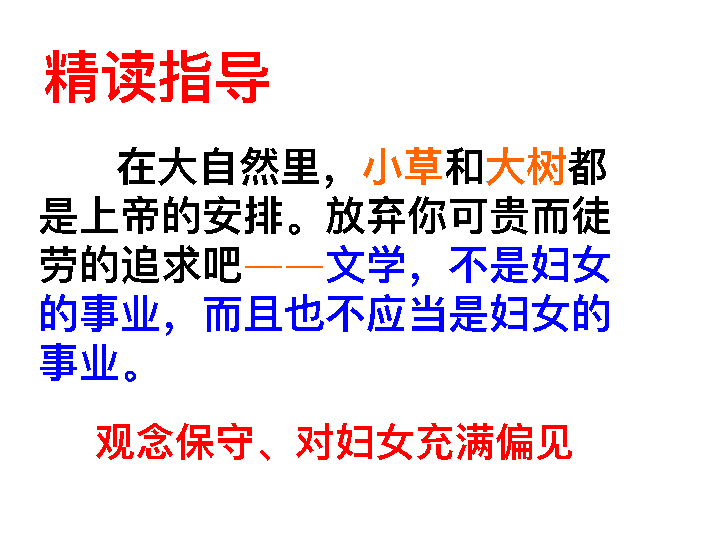 精读指导
在大自然里，小草和大树都
是上帝的安排。放弃你可贵而徒
劳的追求吧——文学，不是妇女
的事业，而且也不应当是妇女的
事业。
观念保守、对妇女充满偏见